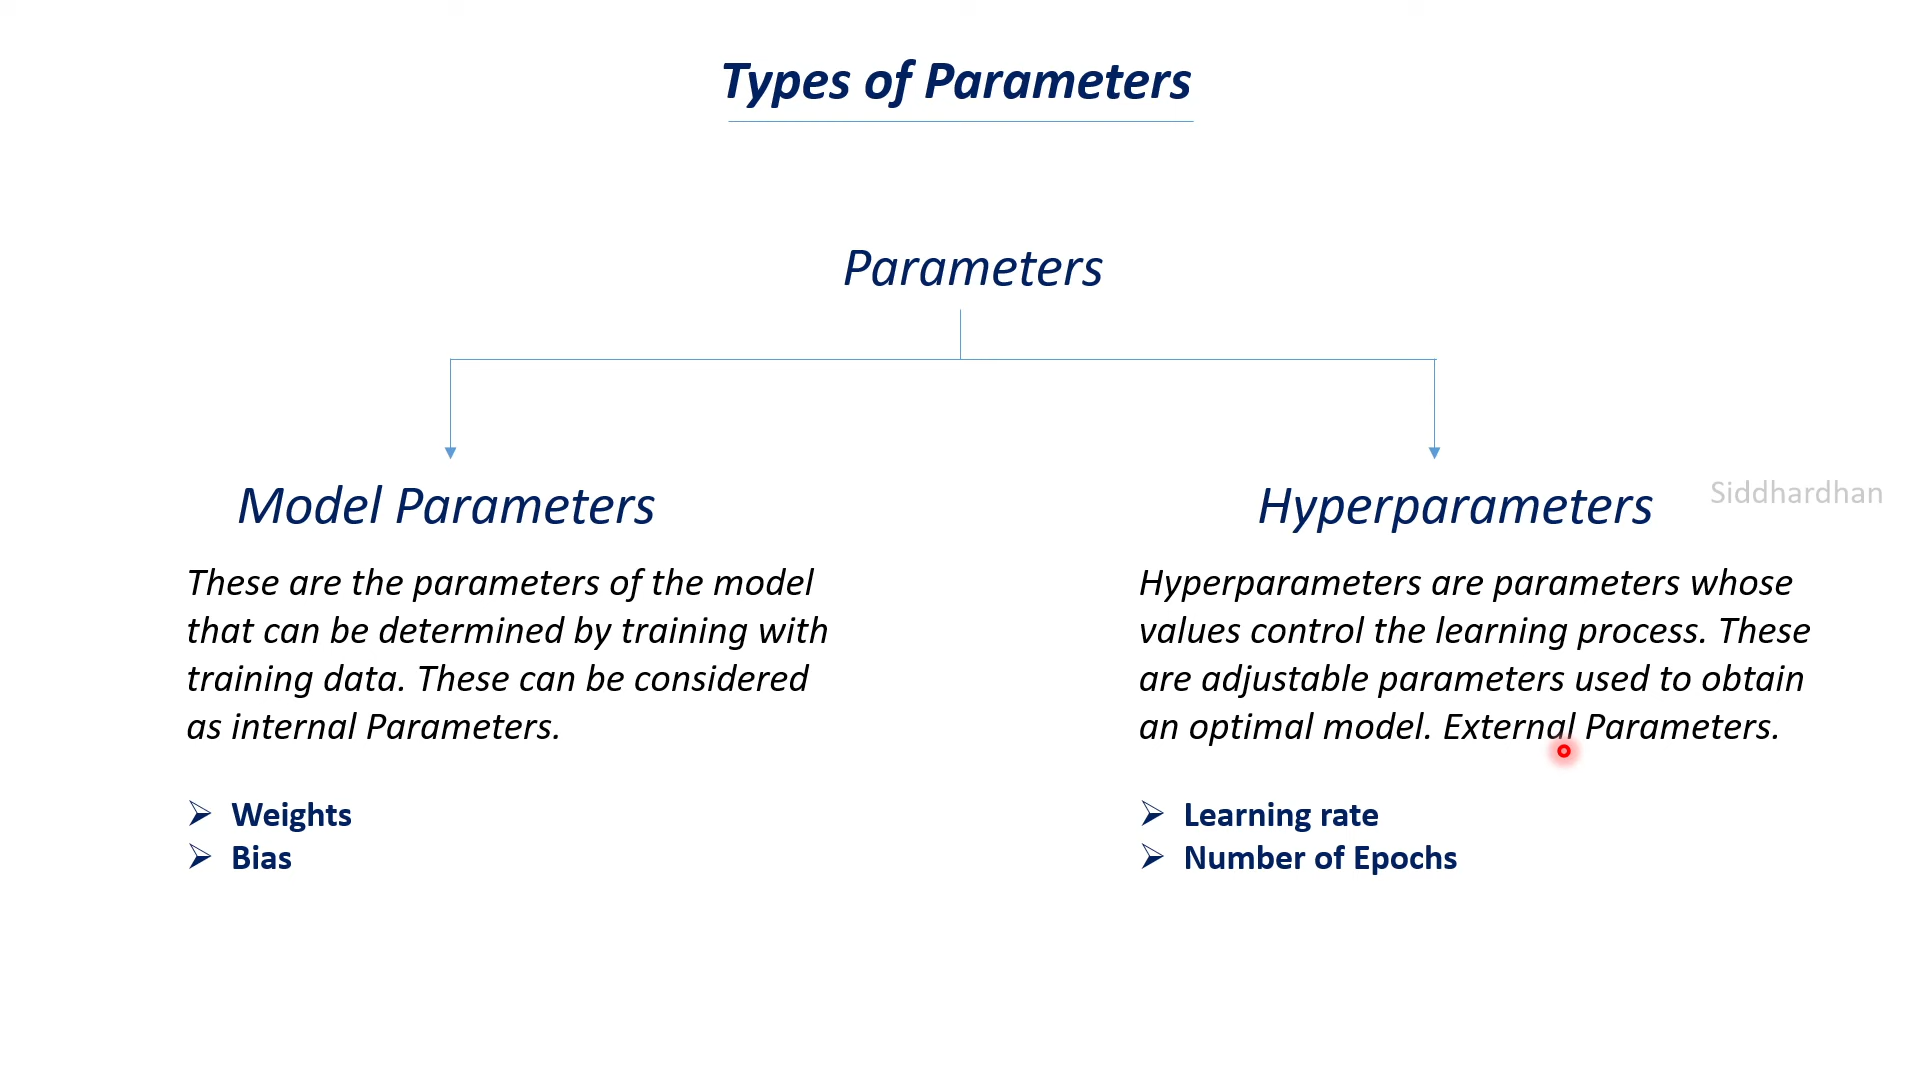 Types of Parameters
Parameters
Model Parameters
These are the parameters of the model
that can be determined by training with
training data. These can be considered
as internal Parameters.
➢ Weights
➢ Bias
Hyperparameters
Siddhardhan
Hyperparameters are parameters whose
values control the learning process. These
are adjustable parameters used to obtain
an optimal model. External Parameters.
➢ Learning rate
➢ Number of Epochs